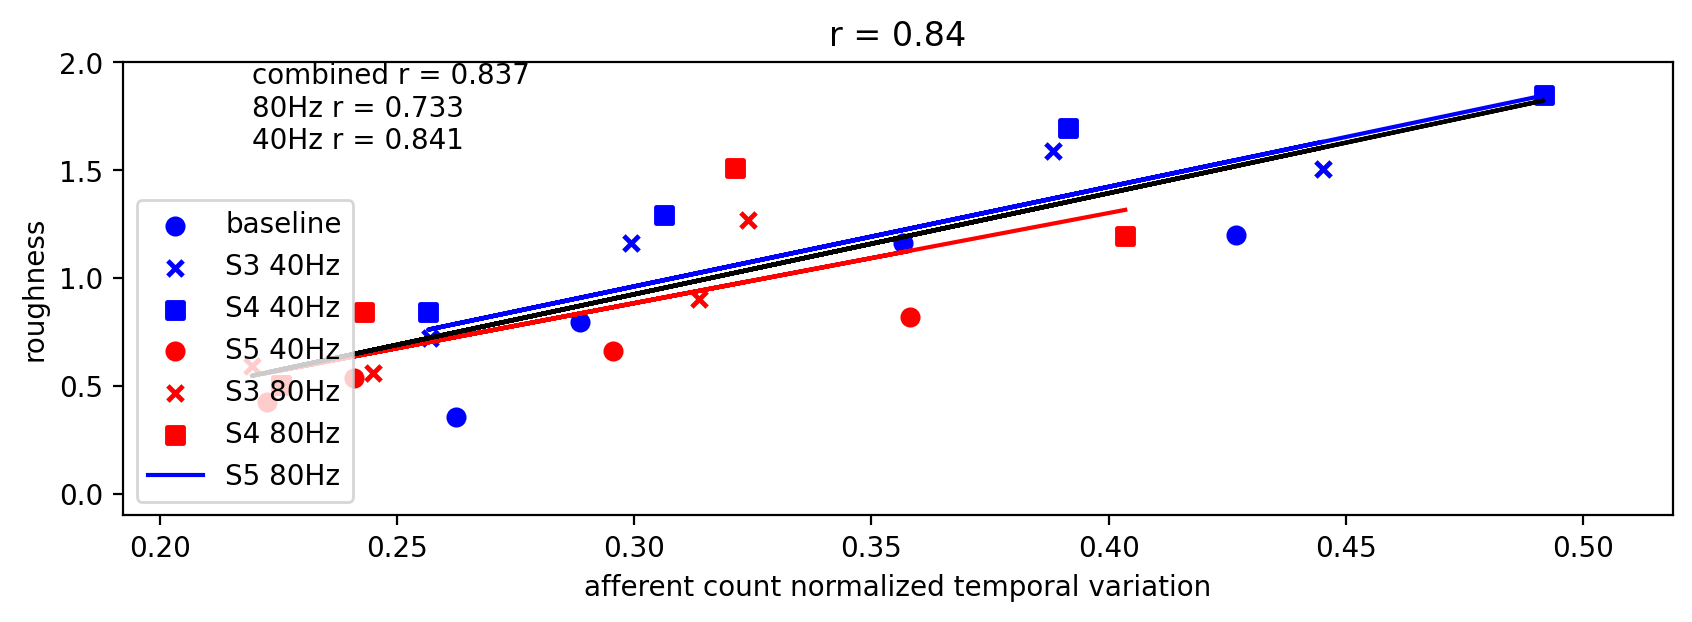 r = 0.84
combined r = 0.837
80Hz r = 0.733
40Hz r = 0.841
2.0
1.5
1.0
0.5
0.0
roughness
baseline
S3 40Hz
S4 40Hz
S5 40Hz
S3 80Hz
S4 80Hz
S5 80Hz
0.20 0.25 0.30 0.35 0.40 0.45 0.50
afferent count normalized temporal variation